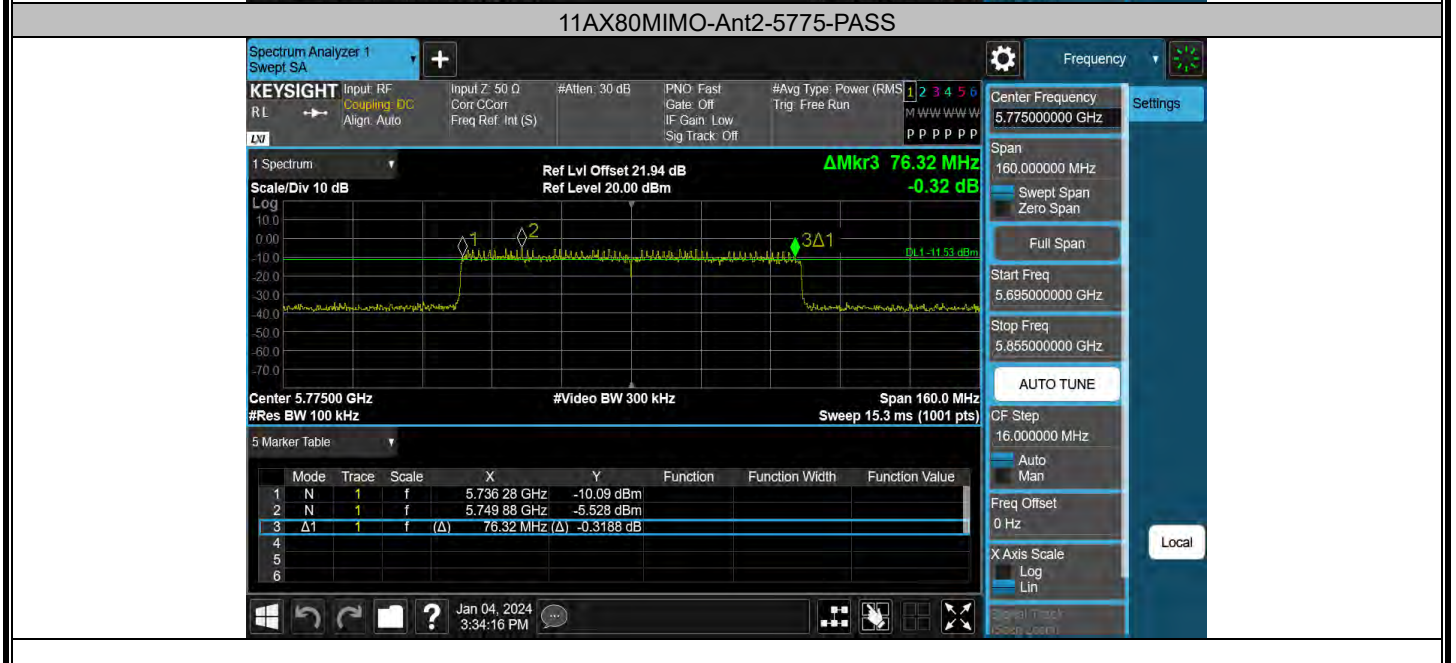 11AX80MIMO-Ant2-5775-PASS
Spectrum Analyzer 1
Swept SA
+
Frequency
KEYSIGHT
RL
LXI
Input: RF
Coupling: DC
Align: Auto
Input Z: 50 Ω
Corr CCorr
Freq Ref: Int (S)
#Atten: 30 dB
PNO: Fast
Gate: Off
IF Gain: Low
Sig Track: Off
#Avg Type: Power (RMS
Trig: Free Run
1 2 3 4 5 6
M W W W W W
P P P P P P
Center Frequency
5.775000000 GHz
Settings
Span
160.000000 MHz
Swept Span
Zero Span
Full Span
Start Freq
5.695000000 GHz
Stop Freq
5.855000000 GHz
AUTO TUNE
CF Step
16.000000 MHz
Auto
Man
Freq Offset
0 Hz
X Axis Scale
Log
Lin
Signal Track
(Span Zoom)
Local
1 Spectrum
Scale/Div 10 dB
Ref Lvl Offset 21.94 dB
Ref Level 20.00 dBm
ΔMkr3 76.32 MHz
-0.32 dB
Log
10.0
0.00
-10.0
-20.0
-30.0
-40.0
-50.0
-60.0
-70.0
1
2
3Δ1
DL1 -11.53 dBm
Center 5.77500 GHz
#Video BW 300 kHz
Span 160.0 MHz
#Res BW 100 kHz
Sweep 15.3 ms (1001 pts)
5 Marker Table
Mode Trace Scale X Y Function Function Width Function Value
1 N 1 f 5.736 28 GHz -10.09 dBm
2 N 1 f 5.749 88 GHz -5.528 dBm
3 Δ1 1 f (Δ) 76.32 MHz (Δ) -0.3188 dB
4
5
6
?
Jan 04, 2024
3:34:16 PM